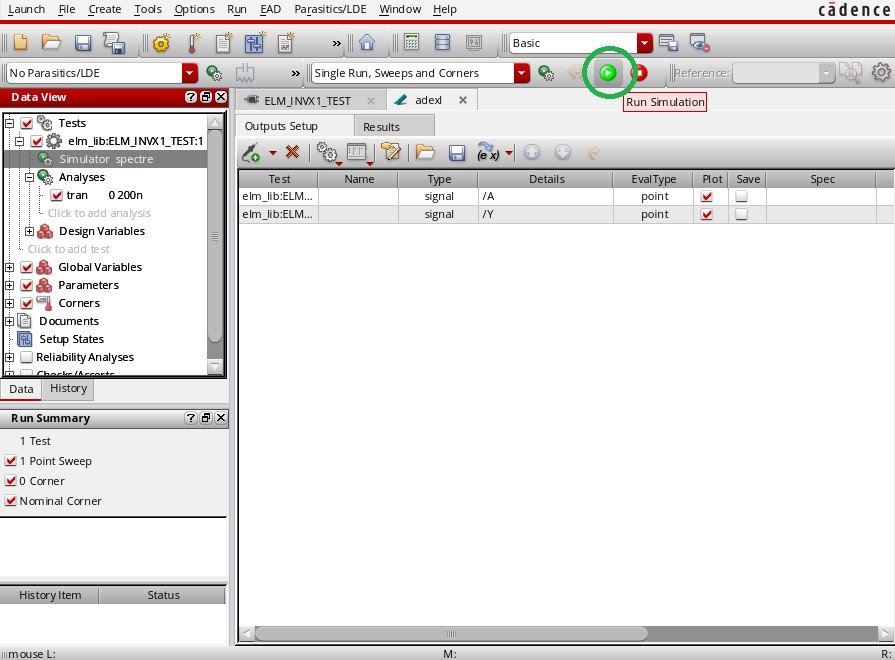 Launch File Create Tools Options Run EAD Parasitics/LDE Window Help cādence
» Basic
No Parasitics/LDE » Single Run, Sweeps and Corners Reference:
Run Simulation
Data View
Tests
elm_lib:ELM_INVX1_TEST:1
Simulator spectre
Analyses
tran 0 200n
Click to add analysis
Design Variables
Click to add test
Global Variables
Parameters
Corners
Documents
Setup States
Reliability Analyses
Checks/Asserts
Data History
Run Summary
1 Test
1 Point Sweep
0 Corner
Nominal Corner
History Item Status
ELM_INVX1_TEST adexl
Outputs Setup Results
(e x)
Test Name Type Details EvalType Plot Save Spec
elm_lib:ELM... signal /A point
elm_lib:ELM... signal /Y point
mouse L: M: R: